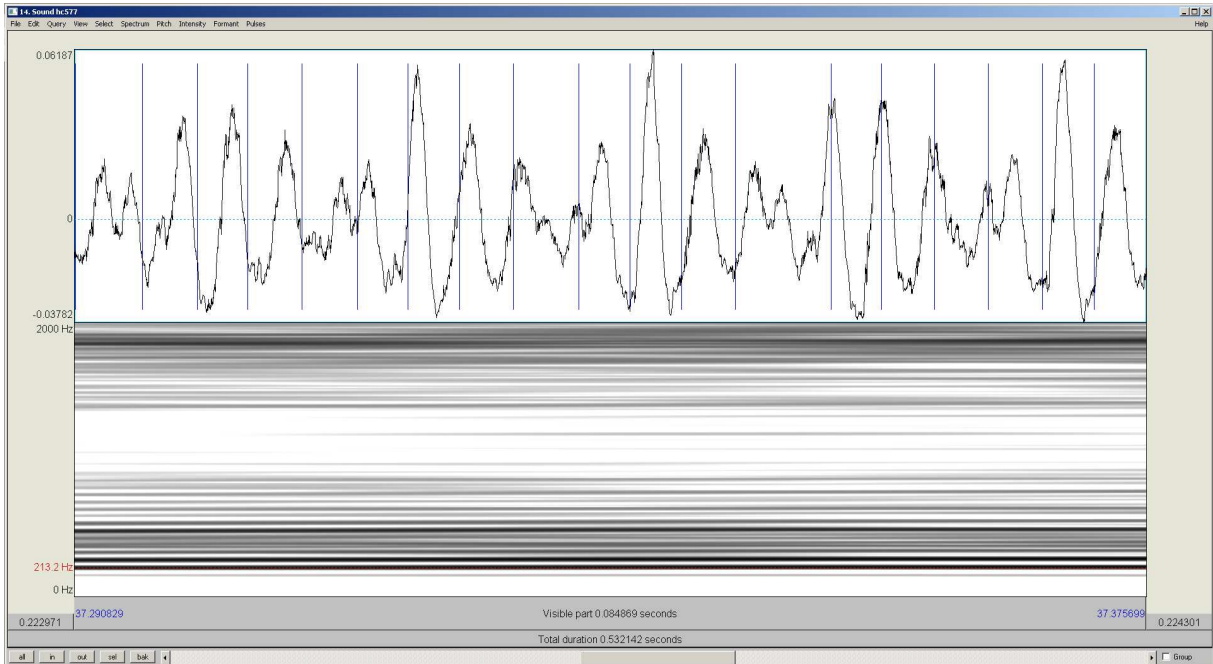 14. Sound hc577
File Edit Query View Select Spectrum Pitch Intensity Formant Pulses Help
0.06187
0
-0.03782
2000 Hz
213.2 Hz
0 Hz
37.290829 Visible part 0.084869 seconds 37.375699
0.222971 0.224301
Total duration 0.532142 seconds
all in out sel bak Group